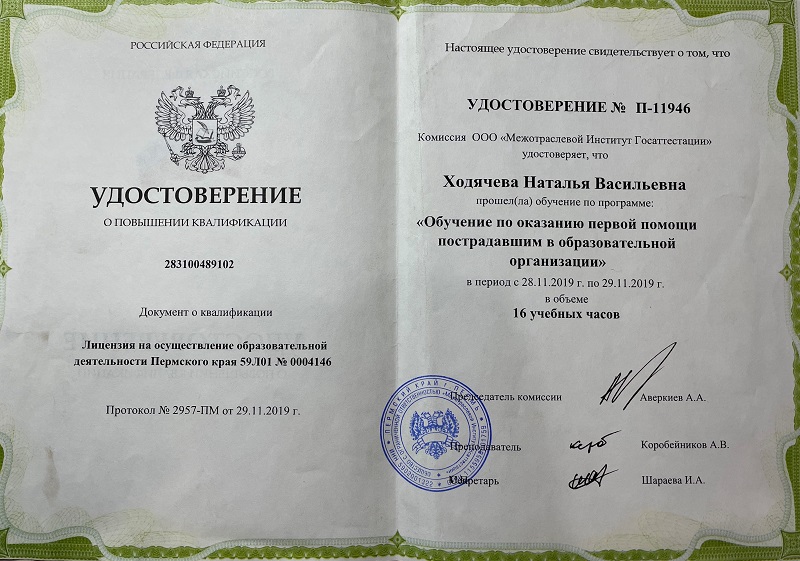 РОССИЙСКАЯ ФЕДЕРАЦИЯ
УДОСТОВЕРЕНИЕ
О ПОВЫШЕНИИ КВАЛИФИКАЦИИ
283100489102
Документ о квалификации
Лицензия на осуществление образовательной
деятельности Пермского края 59Л01 № 0004146
Протокол № 2957-ПМ от 29.11.2019 г.
Настоящее удостоверение свидетельствует о том, что
УДОСТОВЕРЕНИЕ № П-11946
Комиссия ООО «Межотраслевой Институт Госаттестации»
удостоверяет, что
Ходячева Наталья Васильевна
прошел(ла) обучение по программе:
«Обучение по оказанию первой помощи
пострадавшим в образовательной
организации»
в период с 28.11.2019 г. по 29.11.2019 г.
в объеме
16 учебных часов
Председатель комиссии Аверкиев А.А.
Преподаватель Коробейников А.В.
Секретарь Шараева И.А.
ПЕРМСКИЙ КРАЙ Г. ПЕРМЬ